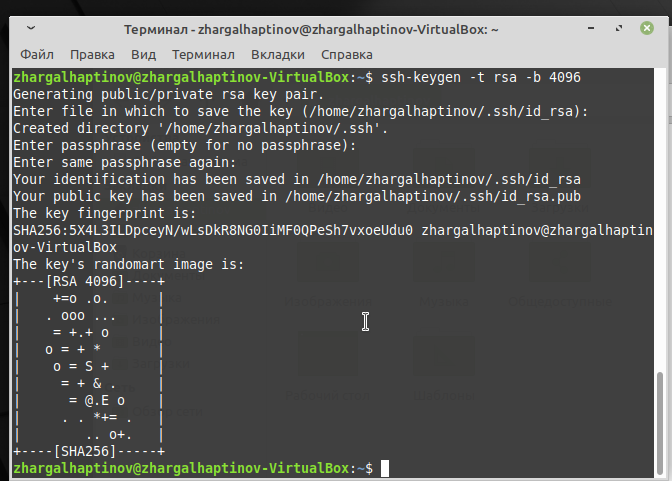 Терминал - zhargalhaptinov@zhargalhaptinov-VirtualBox: ~
Файл Правка Вид Терминал Вкладки Справка
zhargalhaptinov@zhargalhaptinov-VirtualBox:~$ ssh-keygen -t rsa -b 4096
Generating public/private rsa key pair.
Enter file in which to save the key (/home/zhargalhaptinov/.ssh/id_rsa):
Created directory '/home/zhargalhaptinov/.ssh'.
Enter passphrase (empty for no passphrase):
Enter same passphrase again:
Your identification has been saved in /home/zhargalhaptinov/.ssh/id_rsa
Your public key has been saved in /home/zhargalhaptinov/.ssh/id_rsa.pub
The key fingerprint is:
SHA256:5X4L3ILDpceyN/wLsDkR8NG0IiMF0QPeSh7vxoeUdu0 zhargalhaptinov@zhargalhaptin
ov-VirtualBox
The key's randomart image is:
+---[RSA 4096]----+
|    +=o .o.      |
|   . ooo ...     |
|    = +.+ o      |
|   o = + *       |
|    o = S +      |
|     = + & .     |
|      = @.E o    |
|     . . *+= .   |
|        .. o+.   |
+----[SHA256]-----+
zhargalhaptinov@zhargalhaptinov-VirtualBox:~$